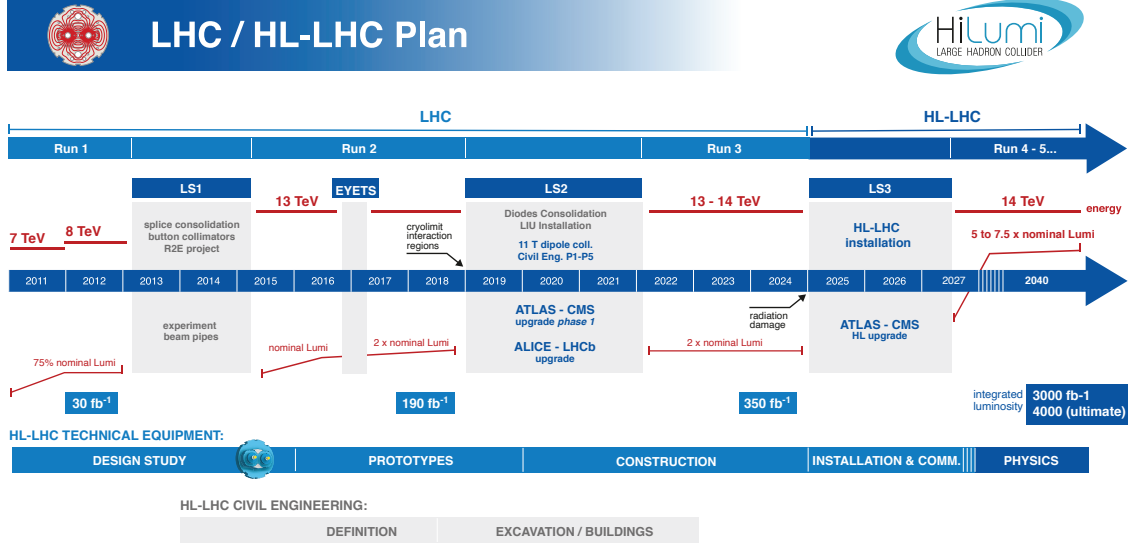 LHC / HL-LHC Plan
HiLumi
LARGE HADRON COLLIDER
LHC
HL-LHC
Run 1
Run 2
Run 3
Run 4 - 5...
LS1
EYETS
LS2
LS3
13 TeV
13 - 14 TeV
14 TeV
energy
7 TeV
8 TeV
splice consolidation
button collimators
R2E project
cryolimit
interaction
regions
Diodes Consolidation
LIU Installation
11 T dipole coll.
Civil Eng. P1-P5
HL-LHC
installation
5 to 7.5 x nominal Lumi
2011
2012
2013
2014
2015
2016
2017
2018
2019
2020
2021
2022
2023
2024
2025
2026
2027
2040
experiment
beam pipes
ATLAS - CMS
upgrade phase 1
ALICE - LHCb
upgrade
radiation
damage
ATLAS - CMS
HL upgrade
75% nominal Lumi
nominal Lumi
2 x nominal Lumi
2 x nominal Lumi
30 fb-1
190 fb-1
350 fb-1
integrated
luminosity
3000 fb-1
4000 (ultimate)
HL-LHC TECHNICAL EQUIPMENT:
DESIGN STUDY
PROTOTYPES
CONSTRUCTION
INSTALLATION & COMM.
PHYSICS
HL-LHC CIVIL ENGINEERING:
DEFINITION
EXCAVATION / BUILDINGS